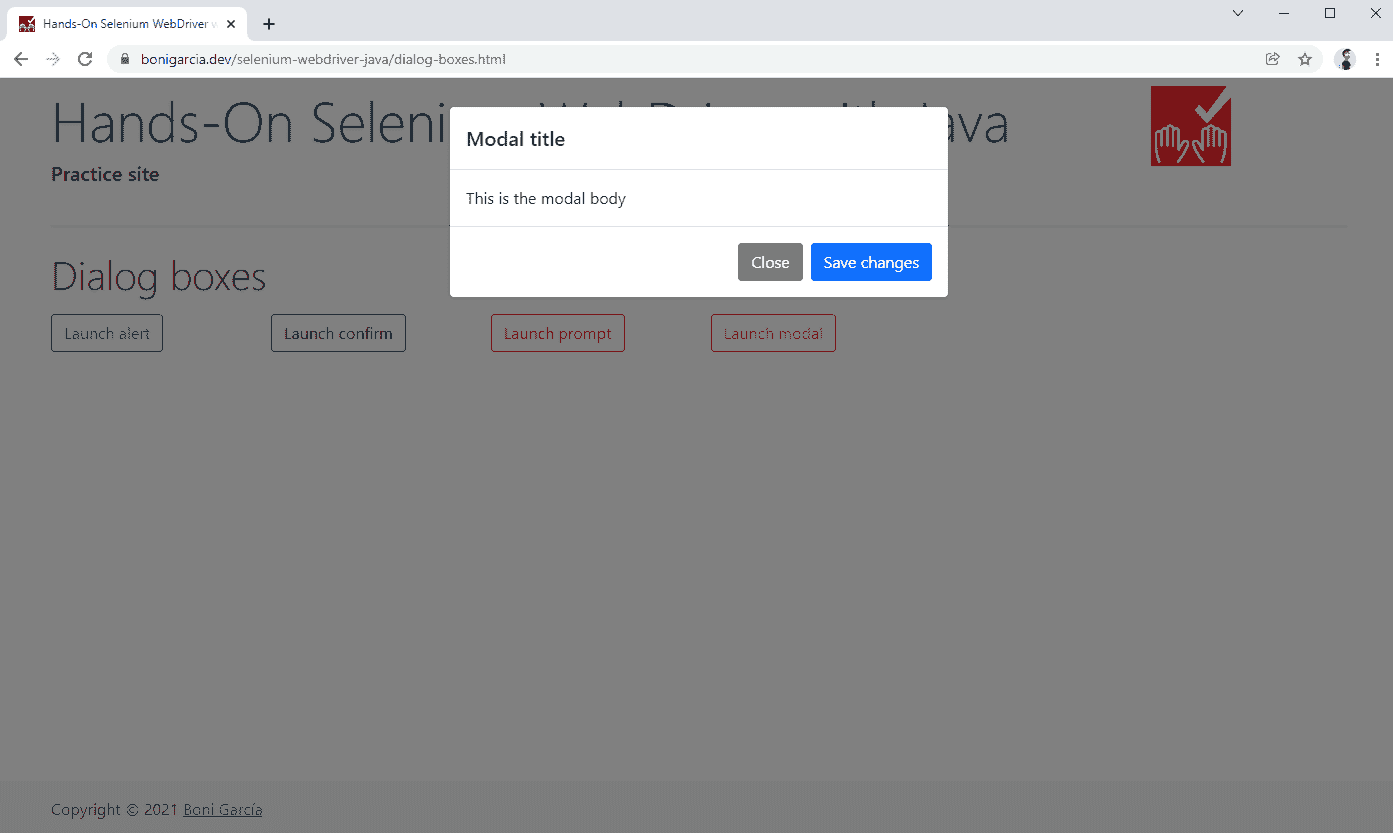 Hands-On Selenium WebDriver w
bonigarcia.dev/selenium-webdriver-java/dialog-boxes.html
Hands-On Seleni ava
Practice site
Modal title
This is the modal body
Close Save changes
Dialog boxes
Launch alert Launch confirm Launch prompt Launch modal
Copyright © 2021 Boni García